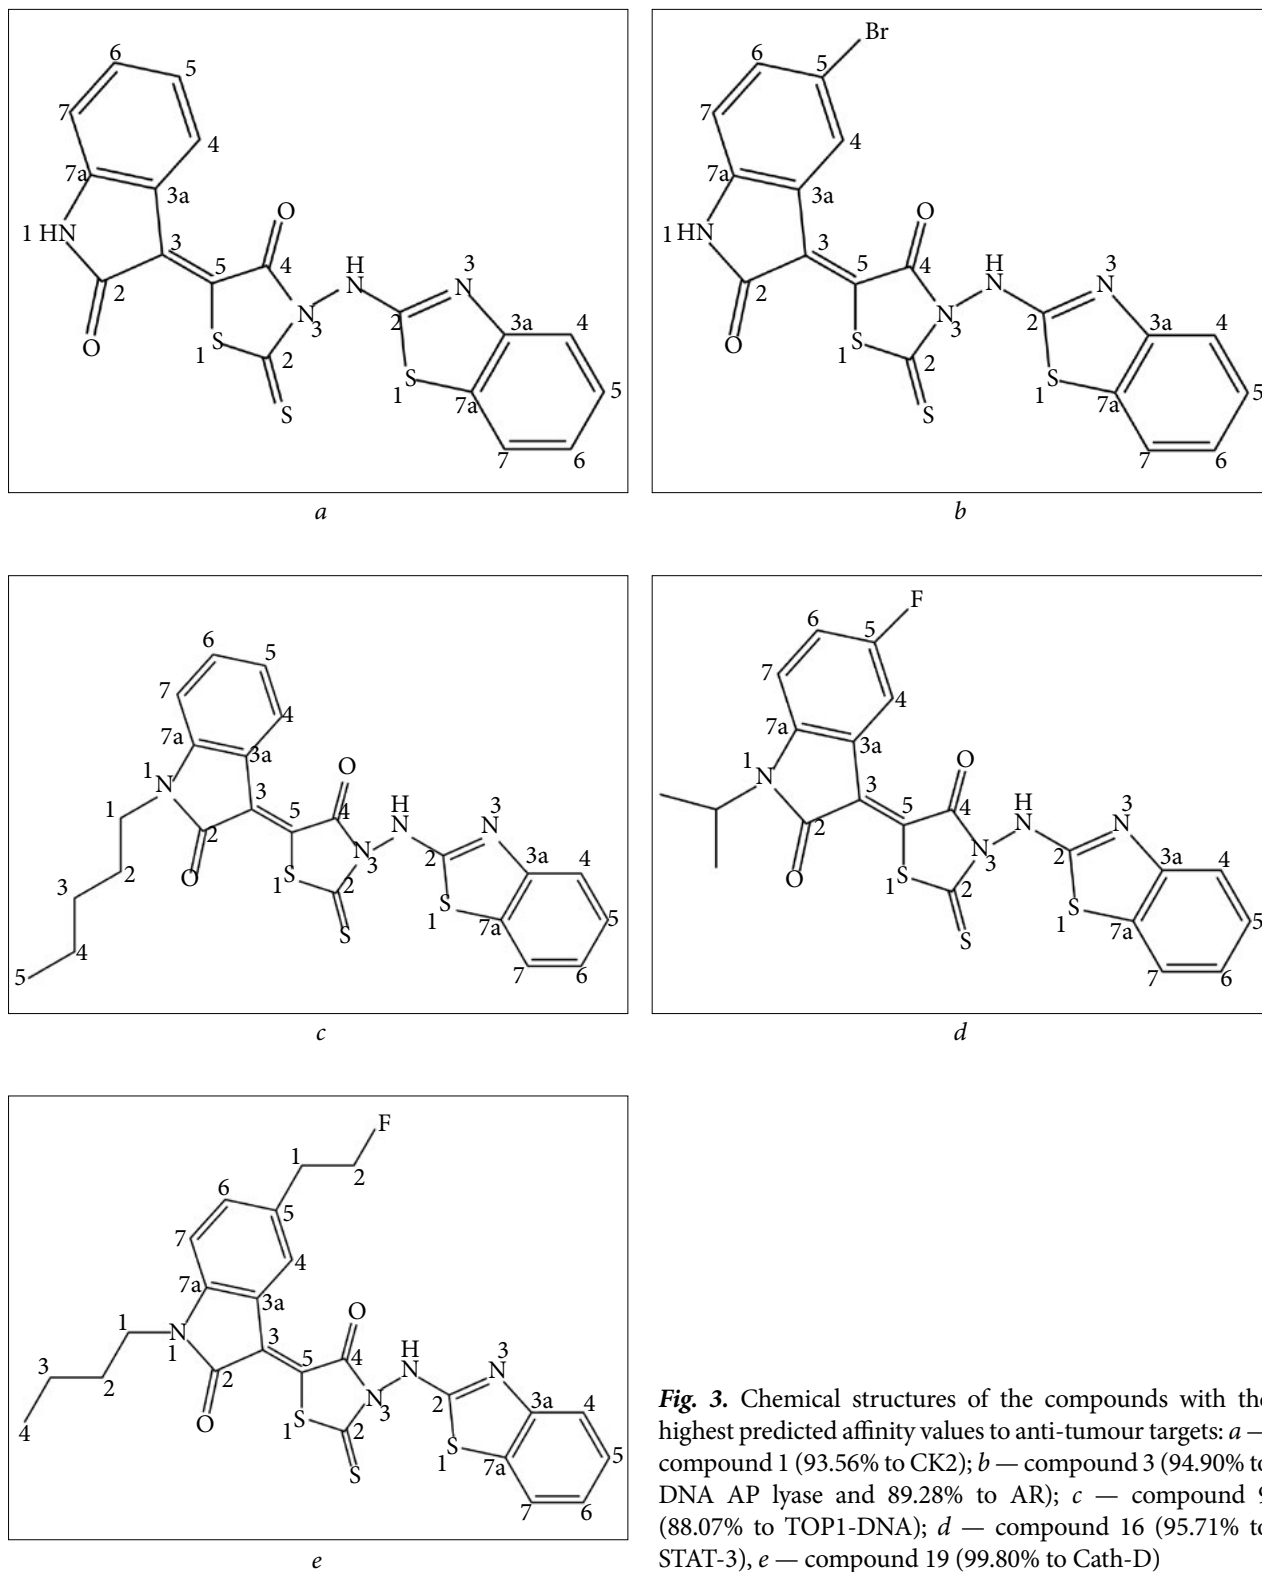 6
5
7
4
7a
3a
O
1 HN
3
5
4
H
N
3
2
N
3
2
3a
4
O
S
1
2
S
1
5
S
7a
7
6
a
Br
6
5
7
4
7a
3a
O
1 HN
3
5
4
H
N
3
N
2
N
3
2
3a
4
O
S
1
2
S
1
5
S
7a
7
6
b
6
5
7
4
7a
3a
1
N
O
1
3
5
4
H
N
3
N
2
N
3
2
3a
4
O
S
1
2
2
3
S
1
5
S
7a
4
5
7
6
c
F
6
5
7
4
7a
3a
1
N
O
3
5
4
H
N
3
N
2
N
3
2
3a
4
O
S
1
2
S
1
5
S
7a
7
6
d
F
1
2
6
5
7
4
7a
3a
O
1
N
1
3
5
4
H
N
3
N
3
2
2
N
3
2
3a
4
4
O
S
1
2
S
1
5
S
7a
7
6
e
Fig. 3. Chemical structures of the compounds with the
highest predicted affinity values to anti-tumour targets: a —
compound 1 (93.56% to CK2); b — compound 3 (94.90% to
DNA AP lyase and 89.28% to AR); c — compound 9
(88.07% to TOP1-DNA); d — compound 16 (95.71% to
STAT-3), e — compound 19 (99.80% to Cath-D)